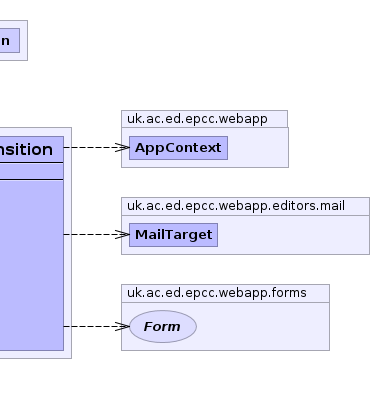 n
nsition
uk.ac.ed.epcc.webapp
AppContext
uk.ac.ed.epcc.webapp.editors.mail
MailTarget
uk.ac.ed.epcc.webapp.forms
Form